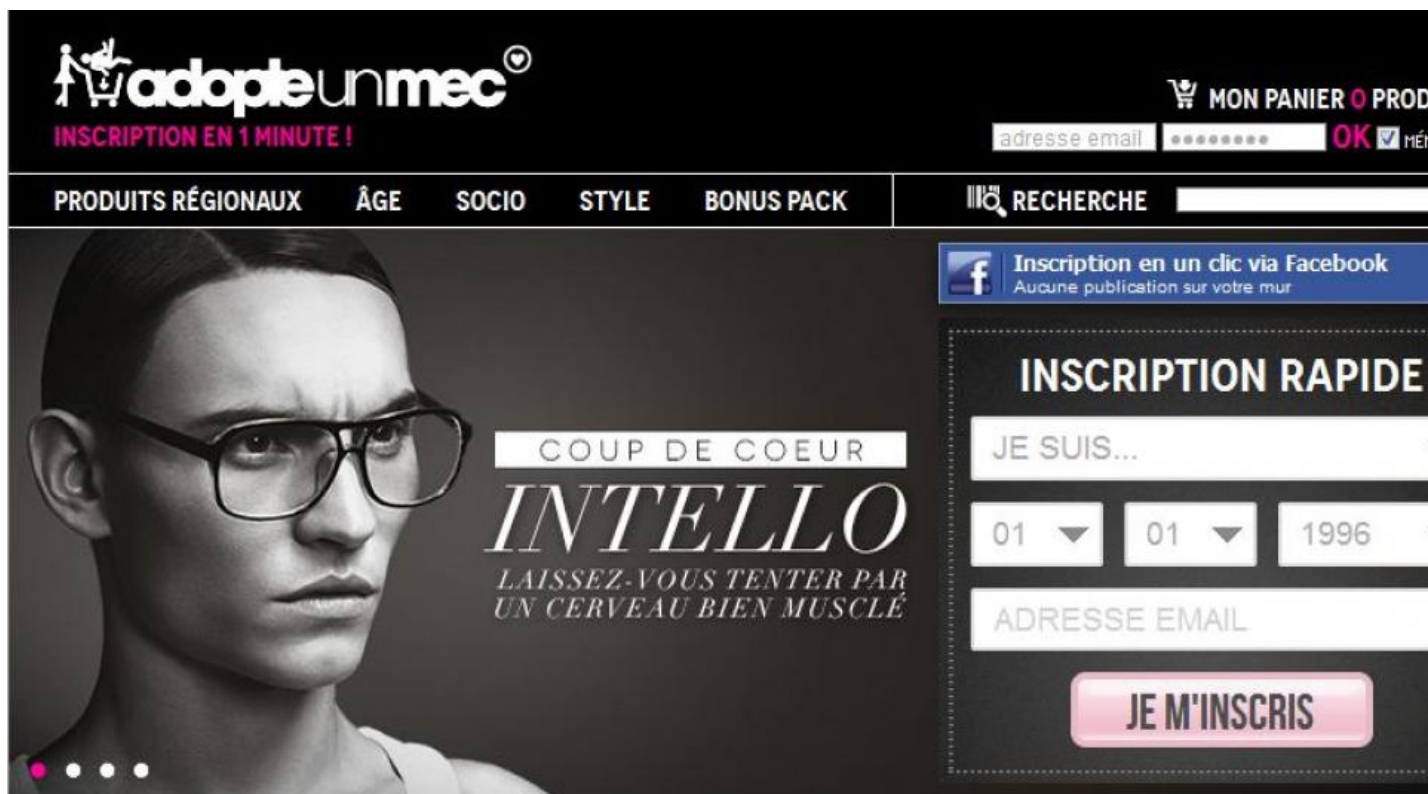 adopteunmec
INSCRIPTION EN 1 MINUTE !
MON PANIER 0 PROD
adresse email
OK
PRODUITS RÉGIONAUX ÂGE SOCIO STYLE BONUS PACK
RECHERCHE
Inscription en un clic via Facebook
Aucune publication sur votre mur
INSCRIPTION RAPIDE
JE SUIS...
01 01 1996
ADRESSE EMAIL
JE M'INSCRIS
COUP DE COEUR
INTELLO
LAISSEZ-VOUS TENTER PAR
UN CERVEAU BIEN MUSCLÉ